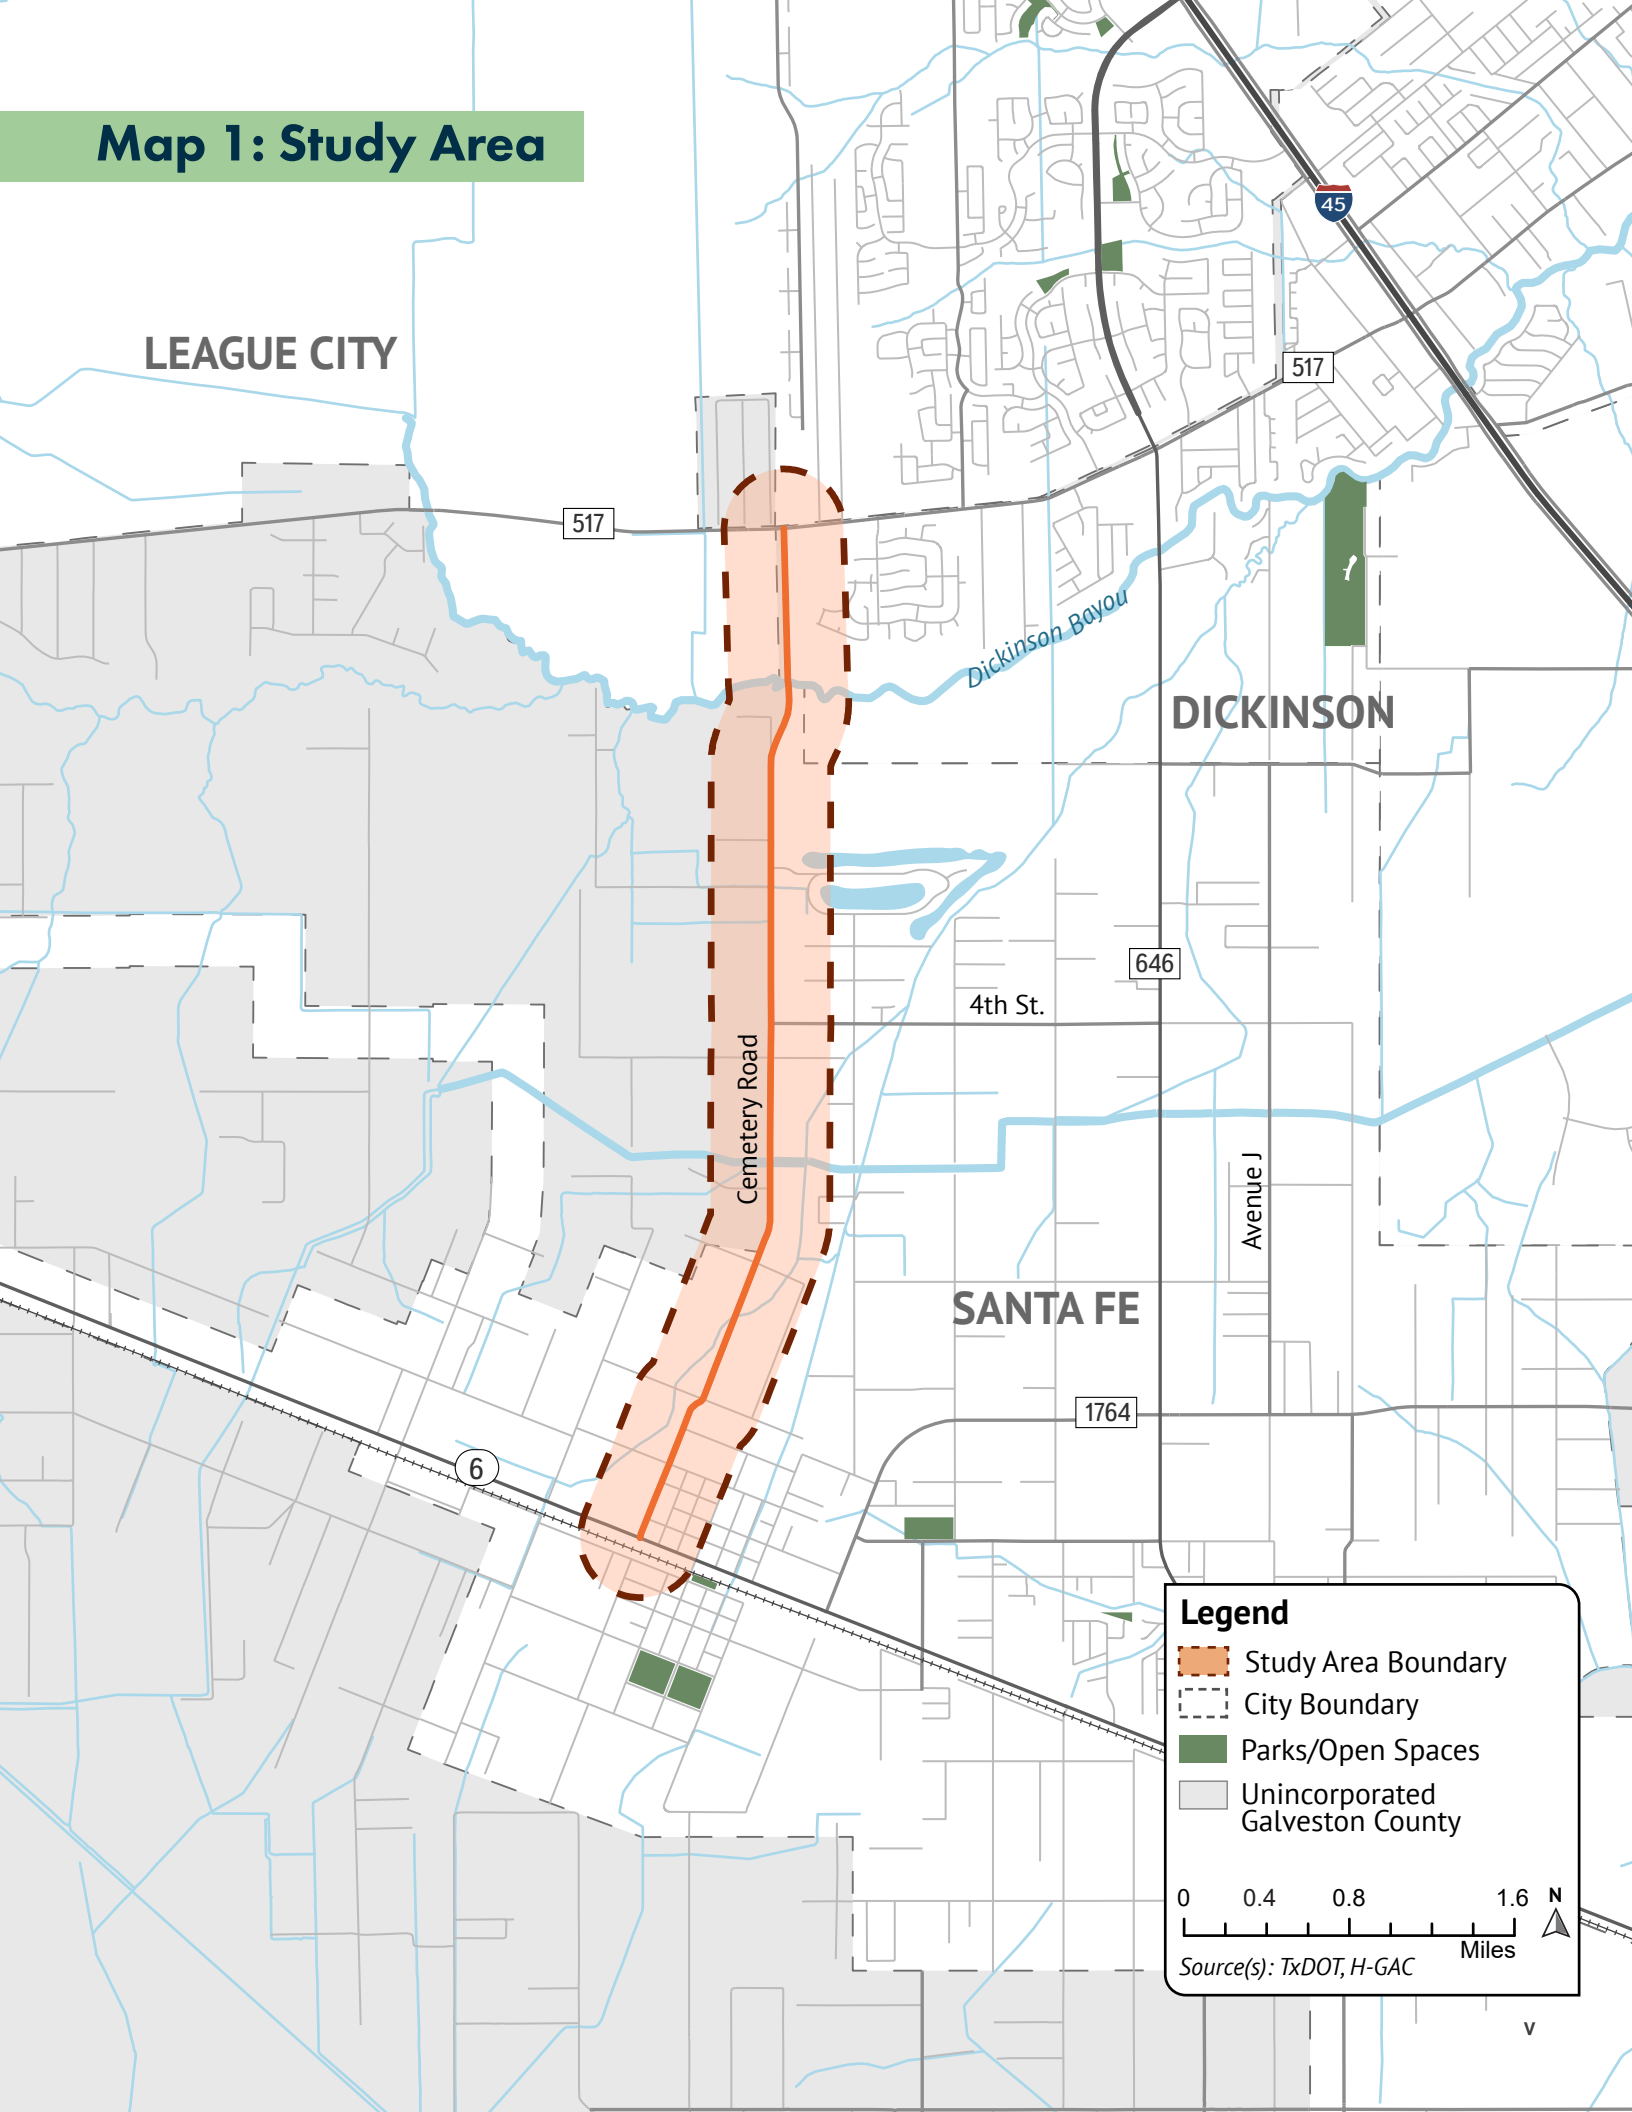 Map 1: Study Area
45
LEAGUE CITY
517
517
Dickinson Bayou
DICKINSON
646
4th St.
Cemetery Road
Avenue J
SANTA FE
1764
6
Legend
Study Area Boundary
City Boundary
Parks/Open Spaces
Unincorporated
Galveston County
0 0.4 0.8 1.6 N
Miles
Source(s): TxDOT, H-GAC
v